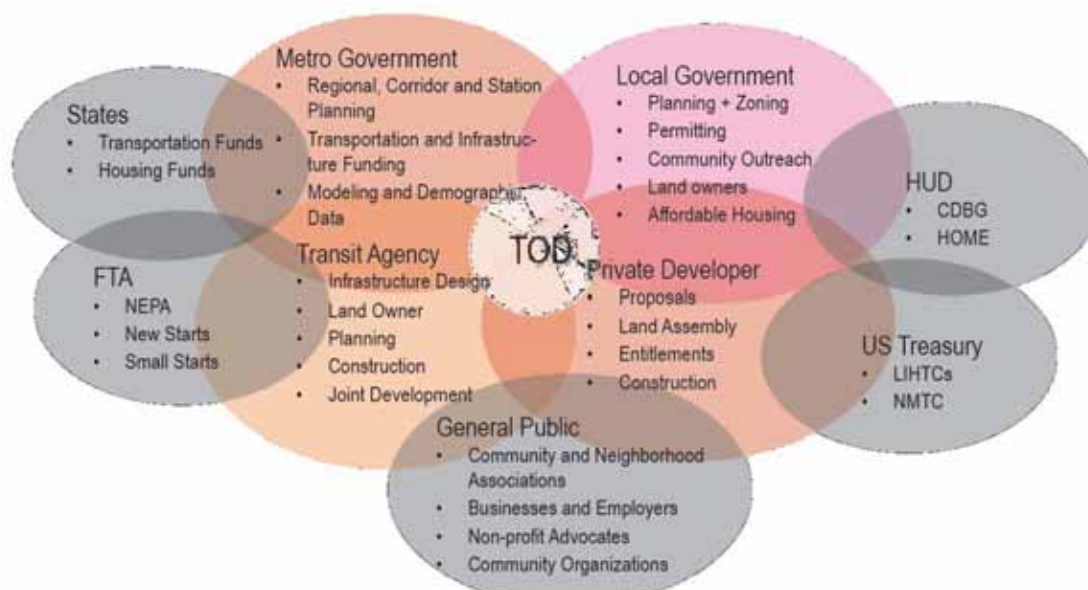 Metro Government
• Regional, Corridor and Station
Planning
• Transportation and Infrastruc-
ture Funding
• Modeling and Demographic
Data
Local Government
• Planning + Zoning
• Permitting
• Community Outreach
• Land owners
• Affordable Housing
States
• Transportation Funds
• Housing Funds
HUD
• CDBG
• HOME
TOD
Transit Agency
• Infrastructure Design
• Land Owner
• Planning
• Construction
• Joint Development
Private Developer
• Proposals
• Land Assembly
• Entitlements
• Construction
FTA
• NEPA
• New Starts
• Small Starts
US Treasury
• LIHTCs
• NMTC
General Public
• Community and Neighborhood
Associations
• Businesses and Employers
• Non-profit Advocates
• Community Organizations